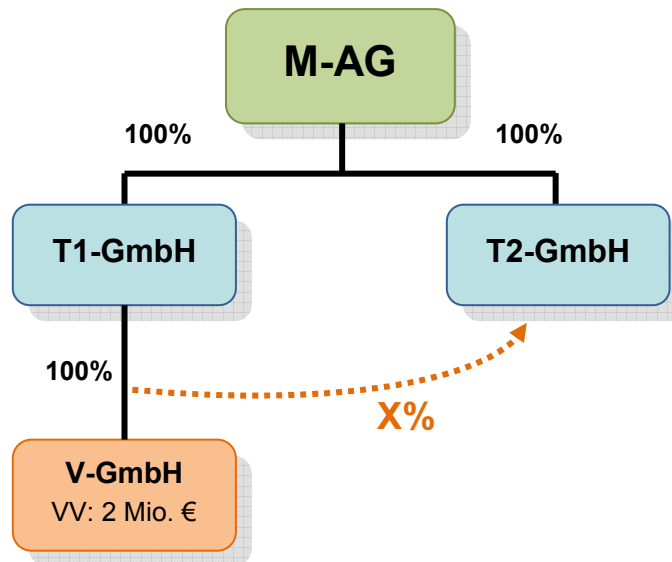 M-AG
100%
100%
T1-GmbH
T2-GmbH
100%
X%
V-GmbH
VV: 2 Mio. €